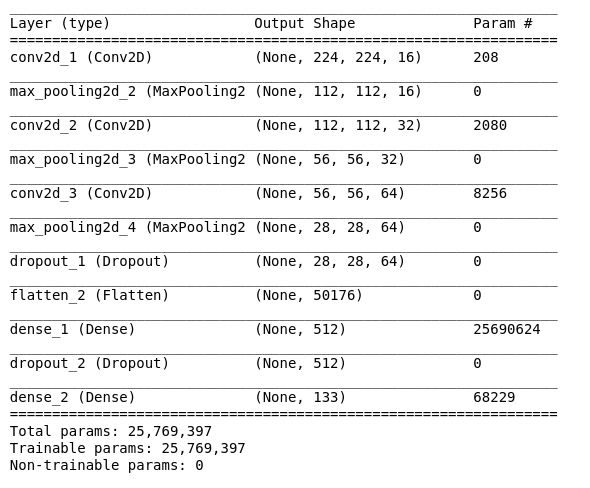 Layer (type)                 Output Shape              Param #
=================================================================
conv2d_1 (Conv2D)            (None, 224, 224, 16)      208
max_pooling2d_2 (MaxPooling2 (None, 112, 112, 16)      0
conv2d_2 (Conv2D)            (None, 112, 112, 32)      2080
max_pooling2d_3 (MaxPooling2 (None, 56, 56, 32)        0
conv2d_3 (Conv2D)            (None, 56, 56, 64)        8256
max_pooling2d_4 (MaxPooling2 (None, 28, 28, 64)        0
dropout_1 (Dropout)          (None, 28, 28, 64)        0
flatten_2 (Flatten)          (None, 50176)             0
dense_1 (Dense)              (None, 512)               25690624
dropout_2 (Dropout)          (None, 512)               0
dense_2 (Dense)              (None, 133)               68229
=================================================================
Total params: 25,769,397
Trainable params: 25,769,397
Non-trainable params: 0